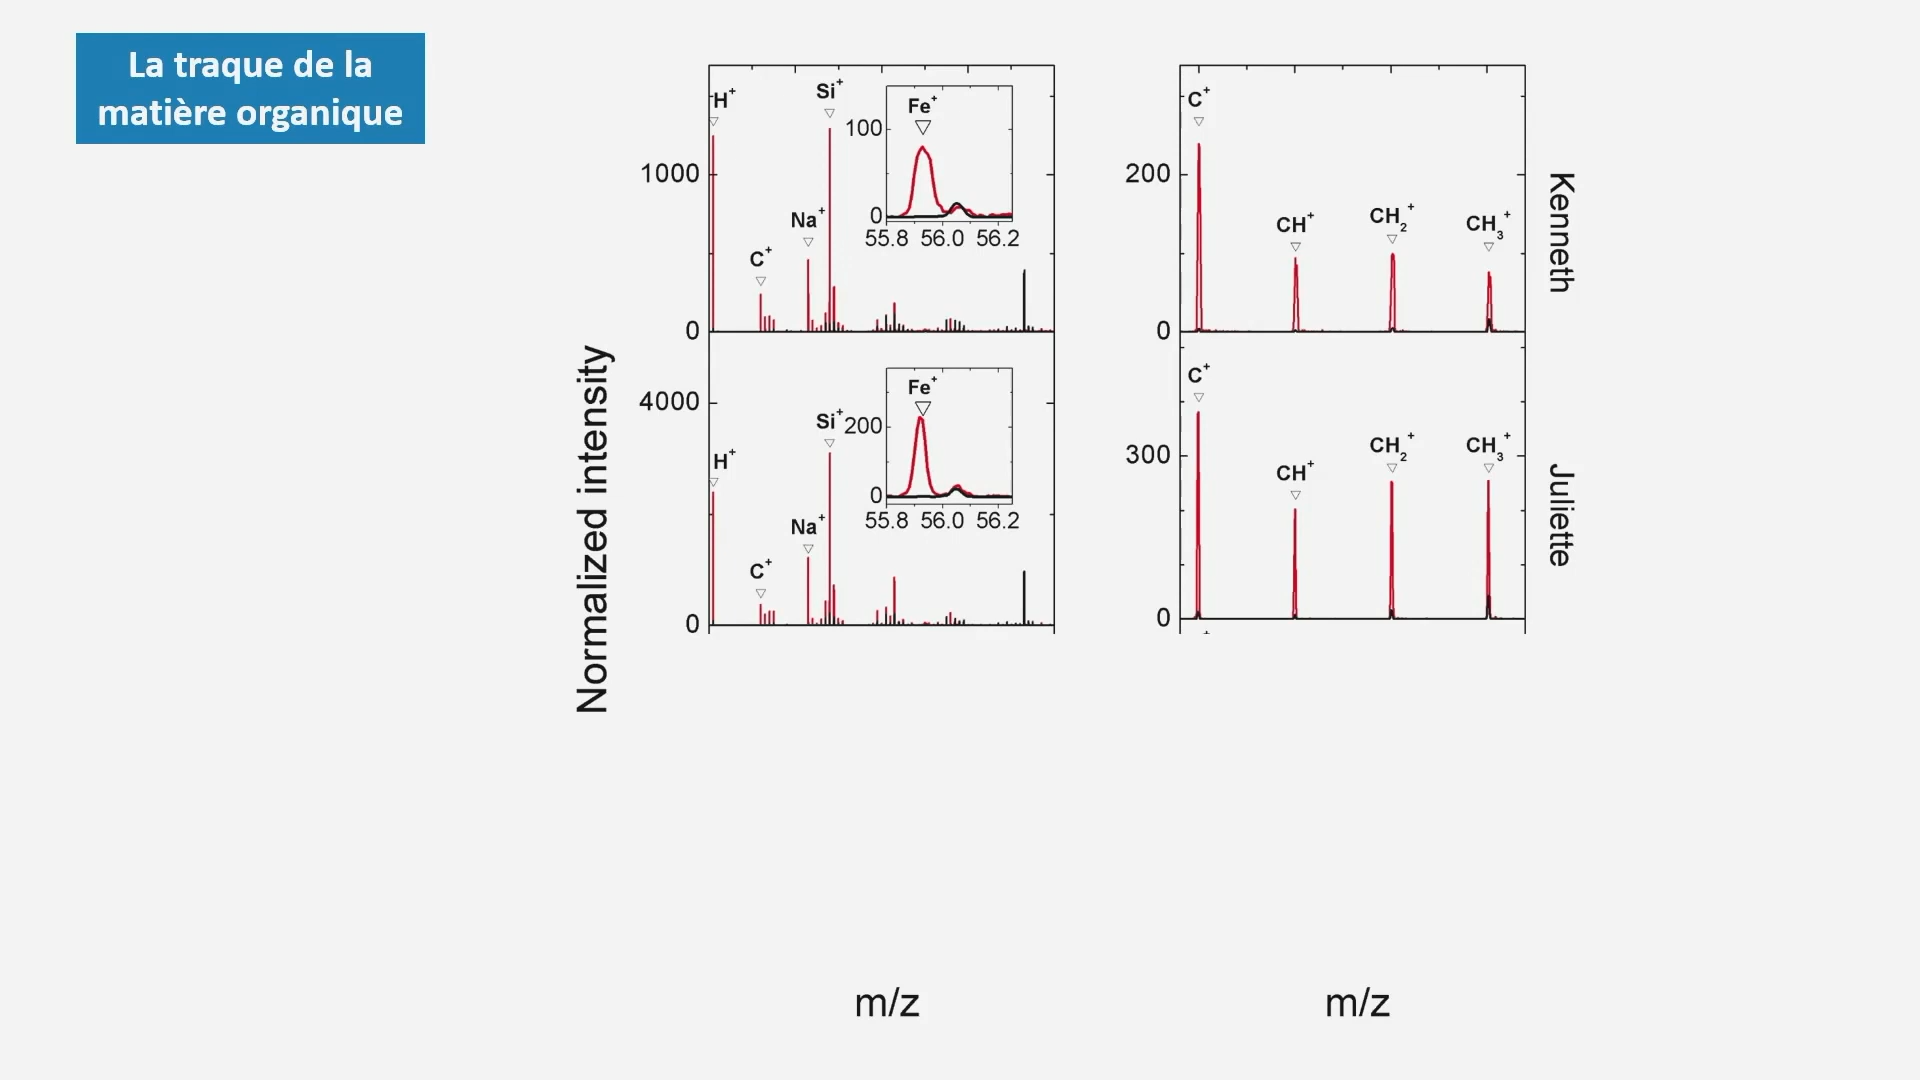 La traque de la
matière organique
Normalized intensity
H⁺
C⁺
Na⁺
Si⁺
1000
0
Fe⁺
100
0
55.8 56.0 56.2
C⁺
CH⁺
CH₂⁺
CH₃⁺
200
0
Kenneth
H⁺
C⁺
Na⁺
Si⁺
4000
0
Fe⁺
200
0
55.8 56.0 56.2
C⁺
CH⁺
CH₂⁺
CH₃⁺
300
0
Juliette
m/z
m/z